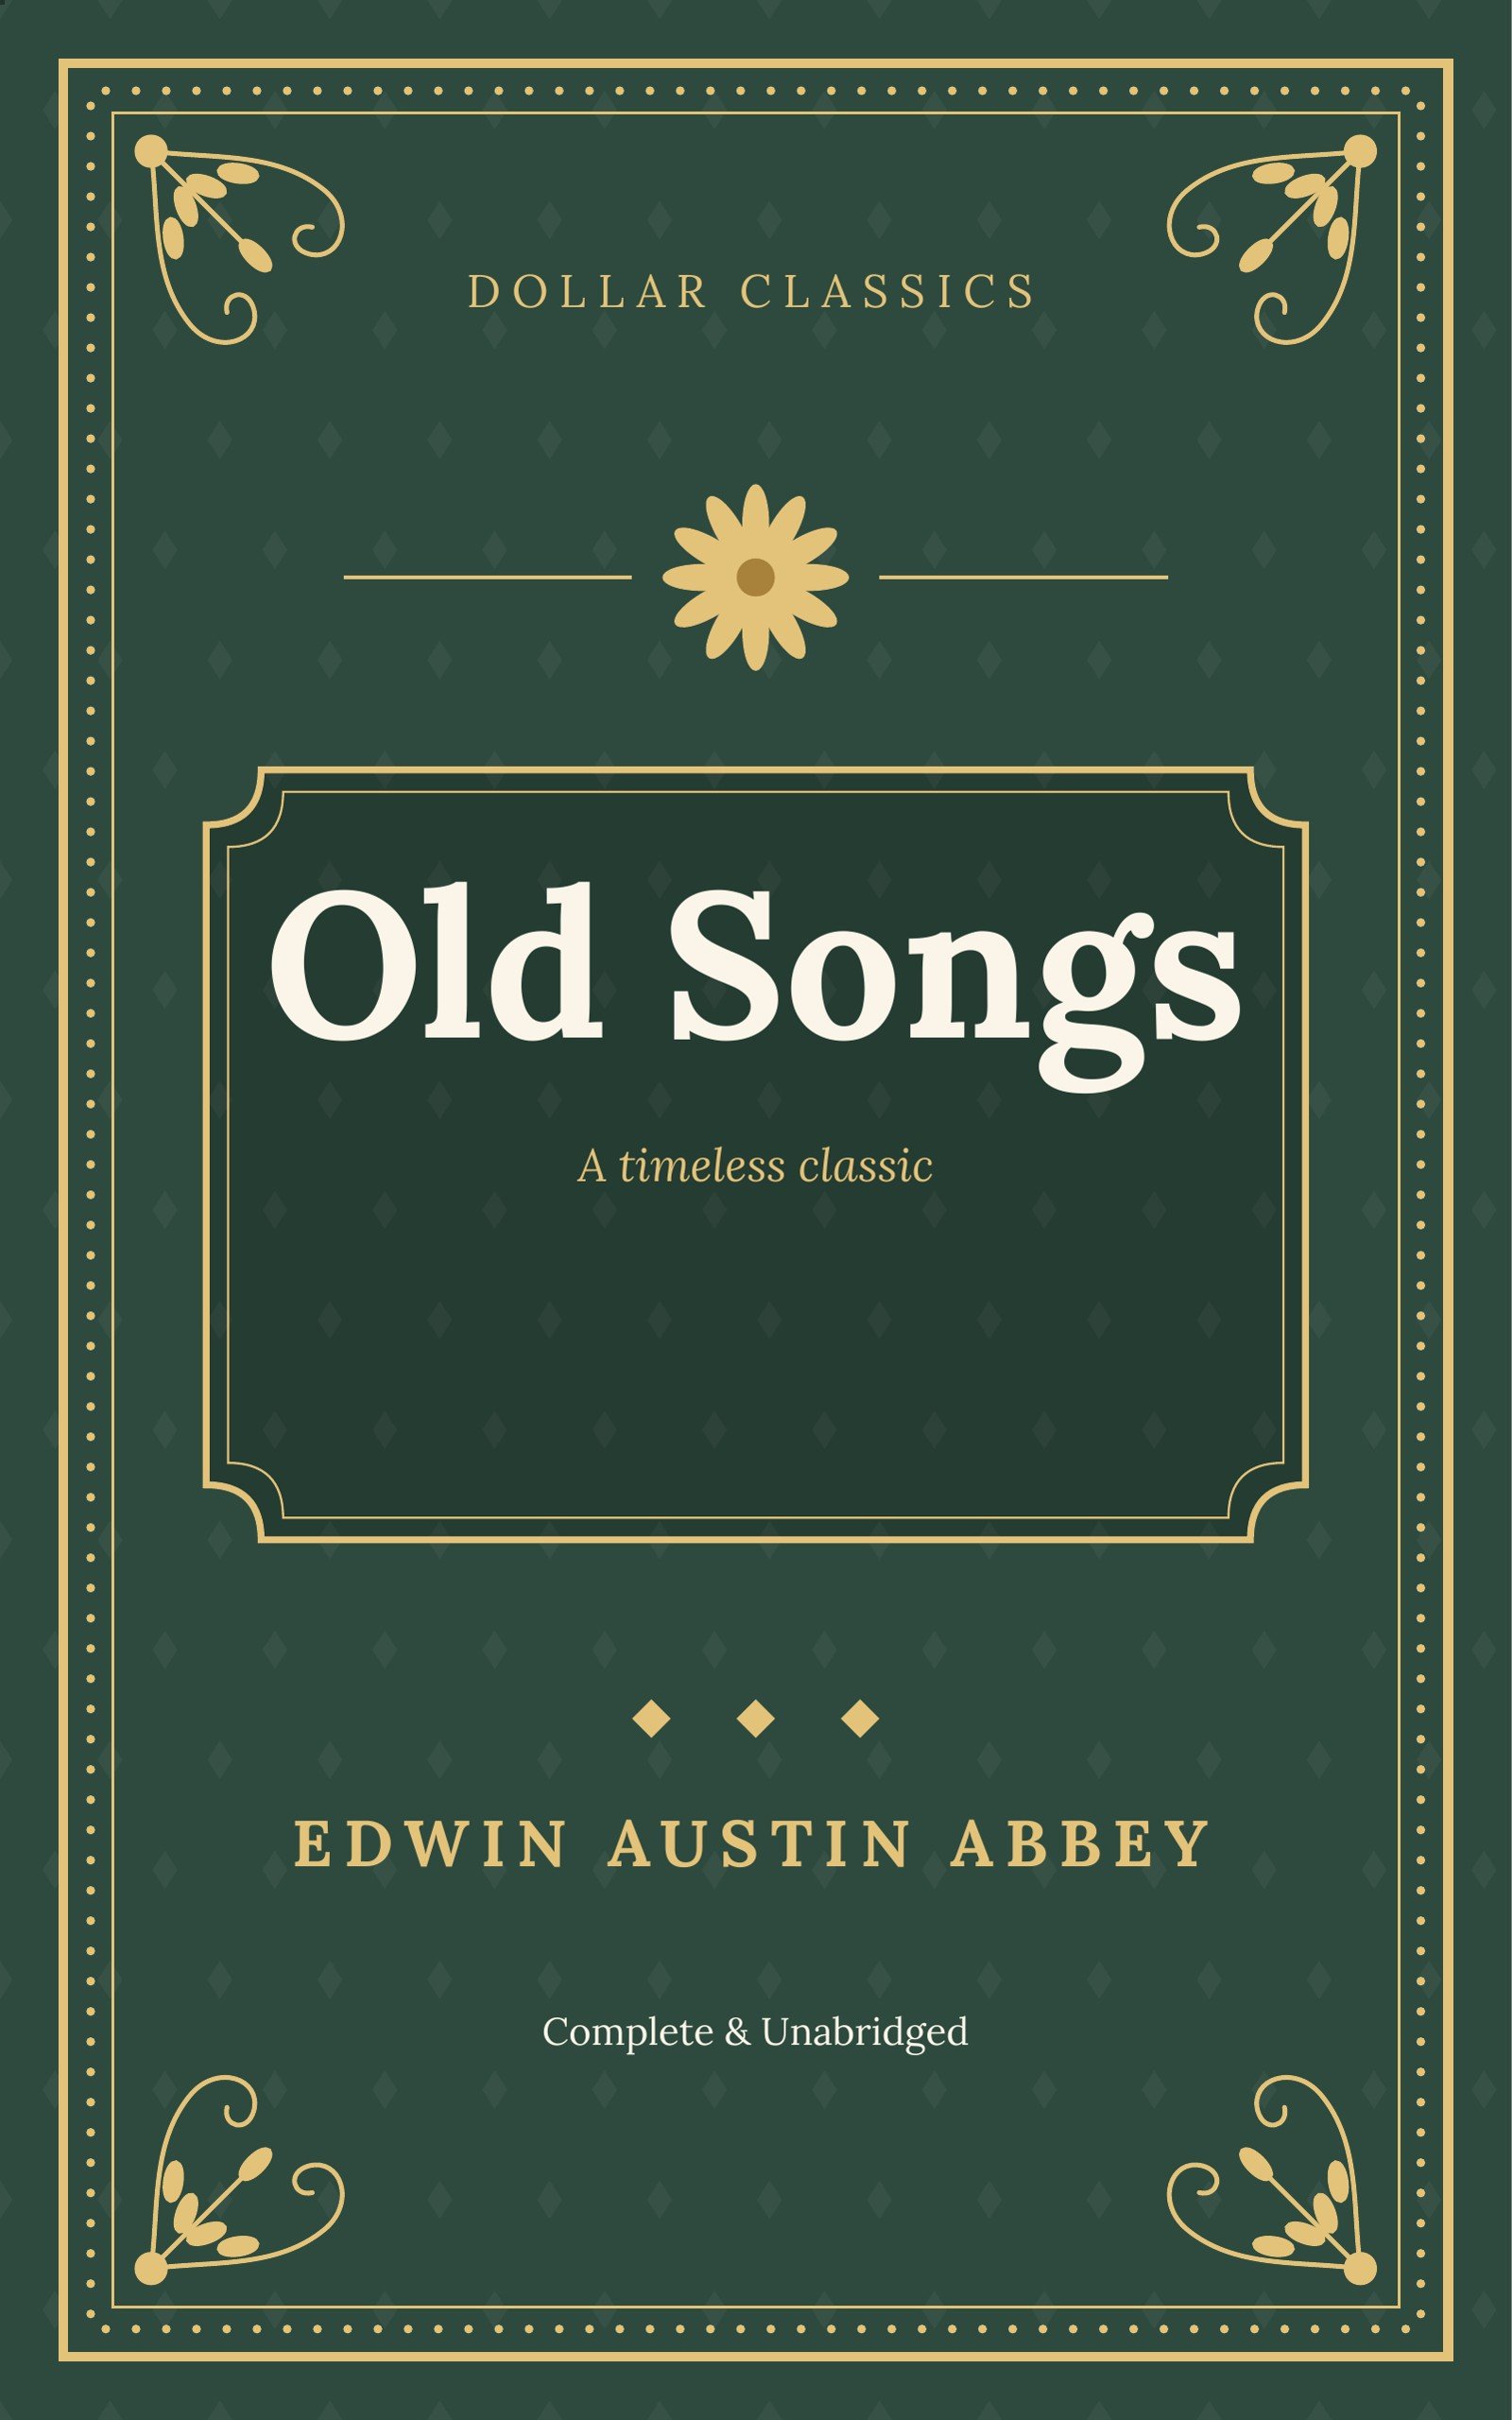 DOLLAR CLASSICS
Old Songs
A timeless classic
EDWIN AUSTIN ABBEY
Complete & Unabridged